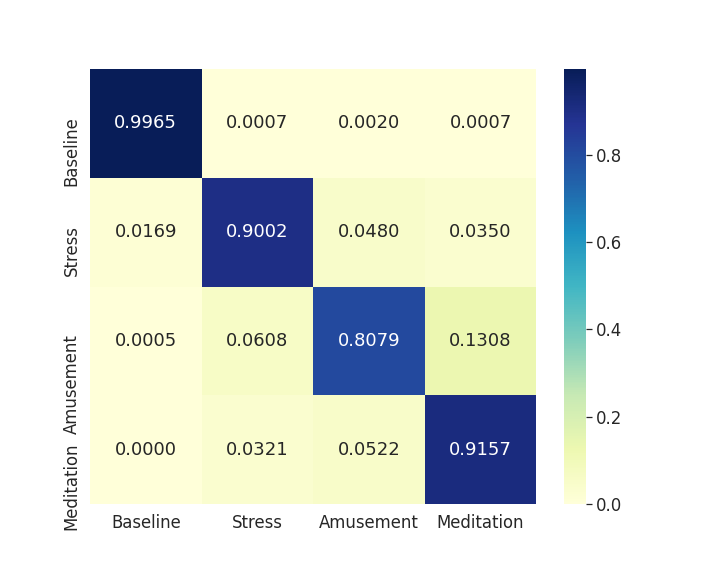 Baseline 0.9965 0.0007 0.0020 0.0007
Stress 0.0169 0.9002 0.0480 0.0350
Amusement 0.0005 0.0608 0.8079 0.1308
Meditation 0.0000 0.0321 0.0522 0.9157
Baseline Stress Amusement Meditation
0.8
0.6
0.4
0.2
0.0